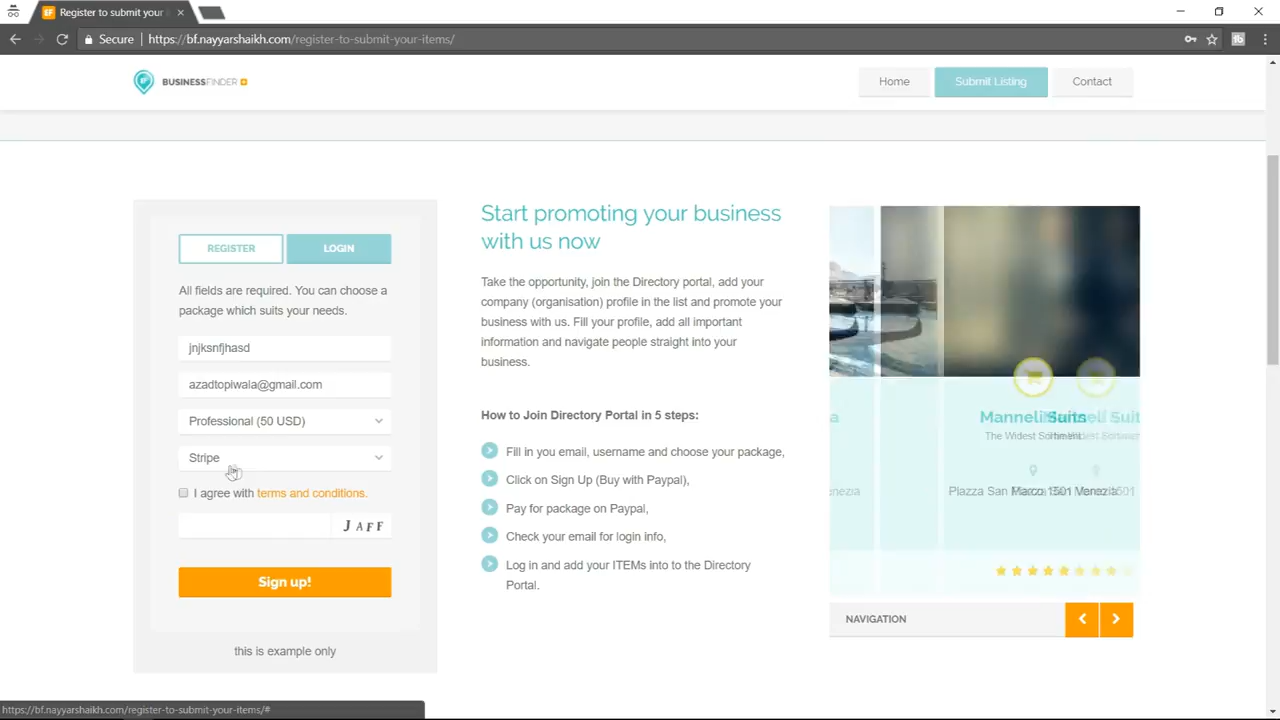 Register to submit your
Secure
https://bf.nayyarshaikh.com/register-to-submit-your-items/
BUSINESSFINDER
Home
Submit Listing
Contact
REGISTER
LOGIN
All fields are required. You can choose a
package which suits your needs.
jnjksnfjhasd
azadtopiwala@gmail.com
Professional (50 USD)
Stripe
I agree with terms and conditions.
J A F F
Sign up!
this is example only
Start promoting your business
with us now
Take the opportunity, join the Directory portal, add your
company (organisation) profile in the list and promote your
business with us. Fill your profile, add all important
information and navigate people straight into your
business.
How to Join Directory Portal in 5 steps:
Fill in you email, username and choose your package,
Click on Sign Up (Buy with Paypal),
Pay for package on Paypal,
Check your email for login info,
Log in and add your ITEMs into to the Directory
Portal.
Piazza San Marco 1501 Venezia
NAVIGATION
https://bf.nayyarshaikh.com/register-to-submit-your-items/#